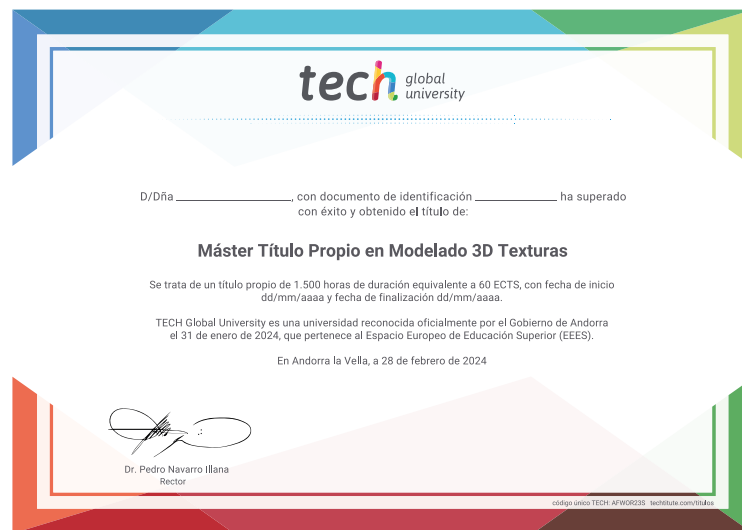 tech global
university
D/Dña ____________, con documento de identificación ____________ ha superado
con éxito y obtenido el título de:
Máster Título Propio en Modelado 3D Texturas
Se trata de un título propio de 1.500 horas de duración equivalente a 60 ECTS, con fecha de inicio
dd/mm/aaaa y fecha de finalización dd/mm/aaaa.
TECH Global University es una universidad reconocida oficialmente por el Gobierno de Andorra
el 31 de enero de 2024, que pertenece al Espacio Europeo de Educación Superior (EEES).
En Andorra la Vella, a 28 de febrero de 2024
Dr. Pedro Navarro Illana
Rector
código único TECH: AFWOR23S techtitute.com/titulos